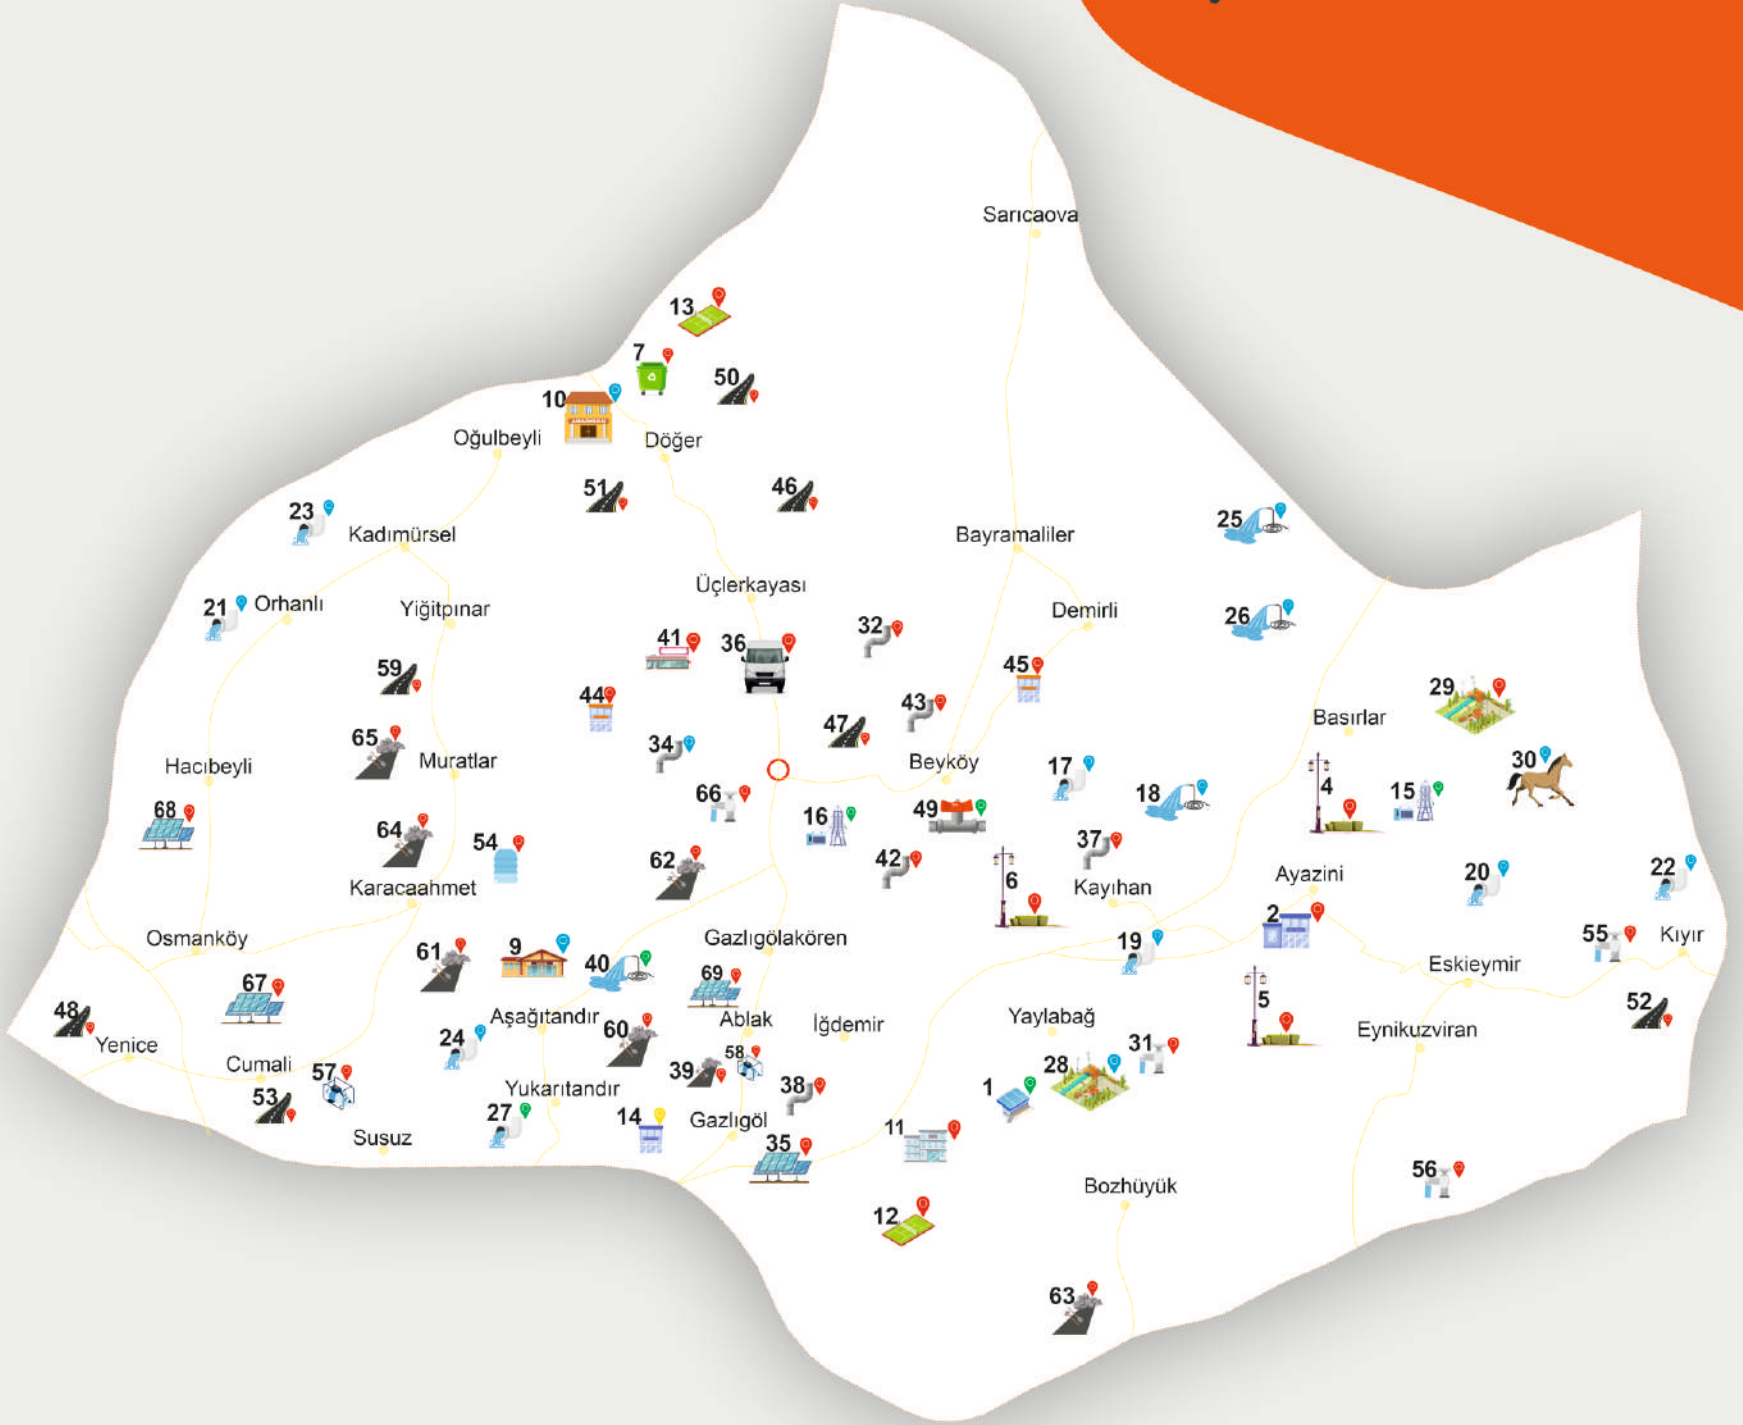 Sarıcaova
13
7
50
10
Oğulbeyli
Döğer
51
46
23
25
Kadımürsel
Bayramaliler
Üçlerkayası
21
Orhanlı
Yiğitpınar
Demirli
26
32
41
36
59
45
29
44
43
Basırlar
47
65
34
Hacıbeyli
Muratlar
Beyköy
17
30
4
15
66
18
68
16
49
64
54
62
42
37
6
Kayıhan
Ayazini
20
22
Karacaahmet
2
Osmanköy
Gazlıgölakören
55
Kıyır
61
9
40
19
Eskieymir
67
69
5
48
52
Aşağıtandır
60
Ablak
İğdemir
Yaylabağ
Eynikuzviran
Yenice
24
31
58
Cumali
57
39
28
38
1
Yukarıtandır
53
27
14
Gazlıgöl
11
Susuz
35
56
Bozhüyük
12
63